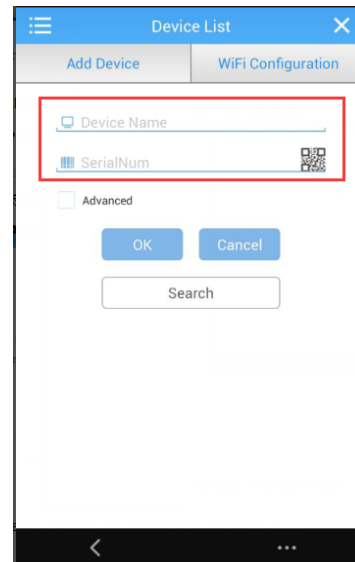 Device List
Add Device
WiFi Configuration
Device Name
SerialNum
Advanced
OK
Cancel
Search